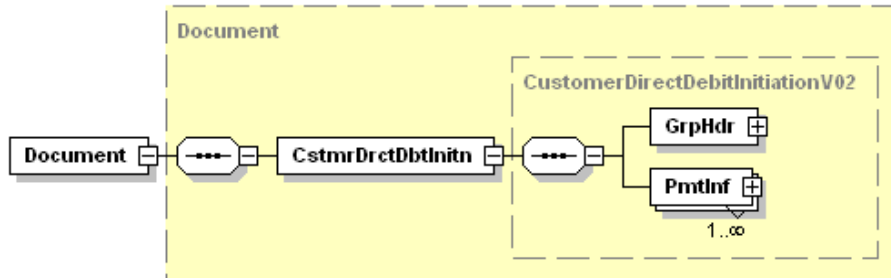 Document
CustomerDirectDebitInitiationV02
GrpHdr
Document
CstmrDrctDbtInitn
PmtInf
1..∞